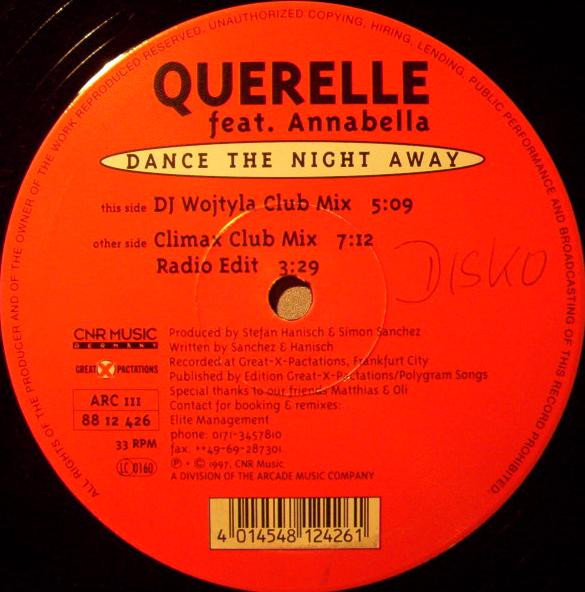 ALL RIGHTS OF THE PRODUCER AND OF THE OWNER OF THE WORK REPRODUCED RESERVED. UNAUTHORIZED COPYING, HIRING, LENDING, PUBLIC PERFORMANCE AND BROADCASTING OF THIS RECORD PROHIBITED.
QUERELLE
feat. Annabella
DANCE THE NIGHT AWAY
this side DJ Wojtyla Club Mix 5:09
other side Climax Club Mix 7:12
Radio Edit 3:29
DISKO
CNR MUSIC
GERMANY
GREAT X PACTATIONS
ARC III
88 12 426
33 RPM
LC 0160
Produced by Stefan Hanisch & Simon Sanchez
Written by Sanchez & Hanisch
Recorded at Great-X-Pactations, Frankfurt City
Published by Edition Great-X-Pactations/Polygram Songs
Special thanks to our friends Matthias & Oli
Contact for booking & remixes:
Elite Management
phone: 0171-3457810
fax. ++49-69-287301
℗ + © 1997, CNR Music
A DIVISION OF THE ARCADE MUSIC COMPANY
4 014548 124261